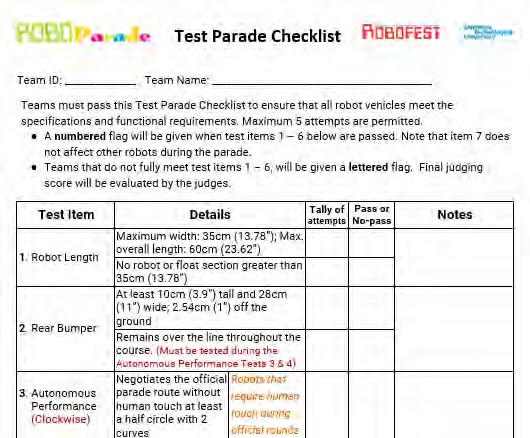 ROBOParade Test Parade Checklist ROBOFEST Lawrence Technological University
Team ID: ____________ Team Name: ____________________________________
Teams must pass this Test Parade Checklist to ensure that all robot vehicles meet the
specifications and functional requirements. Maximum 5 attempts are permitted.
• A numbered flag will be given when test items 1 – 6 below are passed. Note that item 7 does
not affect other robots during the parade.
• Teams that do not fully meet test items 1 – 6, will be given a lettered flag. Final judging
score will be evaluated by the judges.
Test Item Details Tally of attempts Pass or No-pass Notes
1. Robot Length
Maximum width: 35cm (13.78"); Max.
overall length: 60cm (23.62")
No robot or float section greater than
35cm (13.78")
2. Rear Bumper
At least 10cm (3.9") tall and 28cm
(11") wide; 2.54cm (1") off the
ground
Remains over the line throughout the
course. (Must be tested during the
Autonomous Performance Tests 3 & 4)
3. Autonomous
Performance
(Clockwise)
Negotiates the official
parade route without
human touch at least
a half circle with 2
curves
Robots that
require human
touch during
official rounds